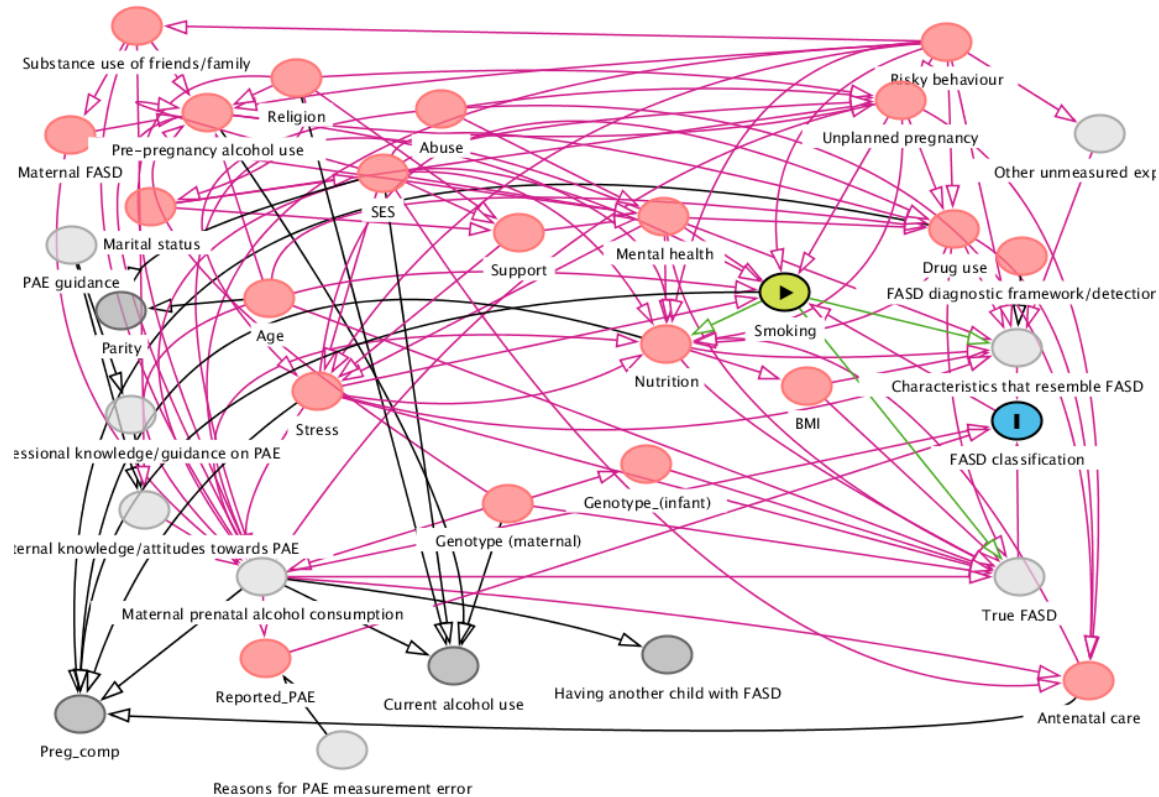 Substance use of friends/family
Risky behaviour
Religion
Unplanned pregnancy
Pre-pregnancy alcohol use
Abuse
Maternal FASD
Other unmeasured exp
SES
Marital status
Mental health
Support
Drug use
PAE guidance
FASD diagnostic framework/detection
Age
Smoking
Parity
Nutrition
Characteristics that resemble FASD
BMI
Stress
essional knowledge/guidance on PAE
FASD classification
Genotype_(infant)
Genotype (maternal)
ternal knowledge/attitudes towards PAE
Maternal prenatal alcohol consumption
True FASD
Reported_PAE
Having another child with FASD
Current alcohol use
Antenatal care
Preg_comp
Reasons for PAE measurement error